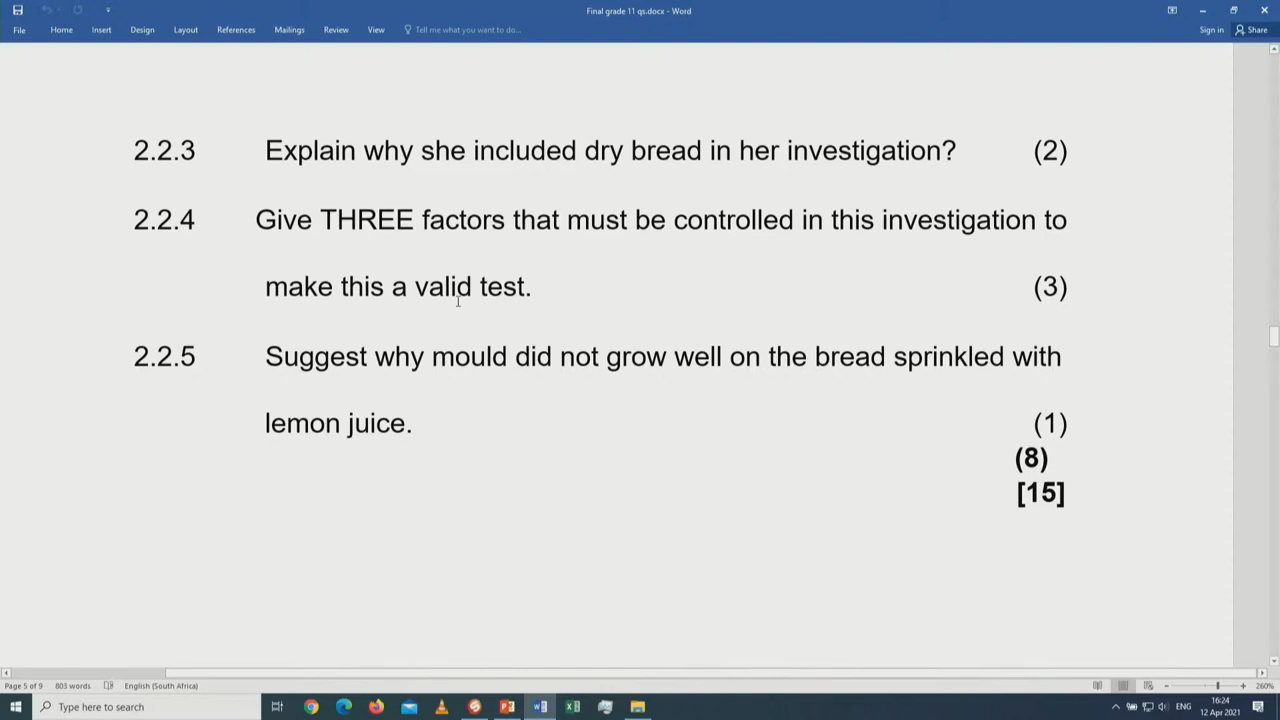 Final grade 11 qs.docx - Word
File Home Insert Design Layout References Mailings Review View Tell me what you want to do... Sign in Share
2.2.3 Explain why she included dry bread in her investigation? (2)
2.2.4 Give THREE factors that must be controlled in this investigation to
make this a valid test. (3)
2.2.5 Suggest why mould did not grow well on the bread sprinkled with
lemon juice. (1)
(8)
[15]
Page 5 of 9 803 words English (South Africa) 260%
Type here to search ENG 16:24
12 Apr 2021